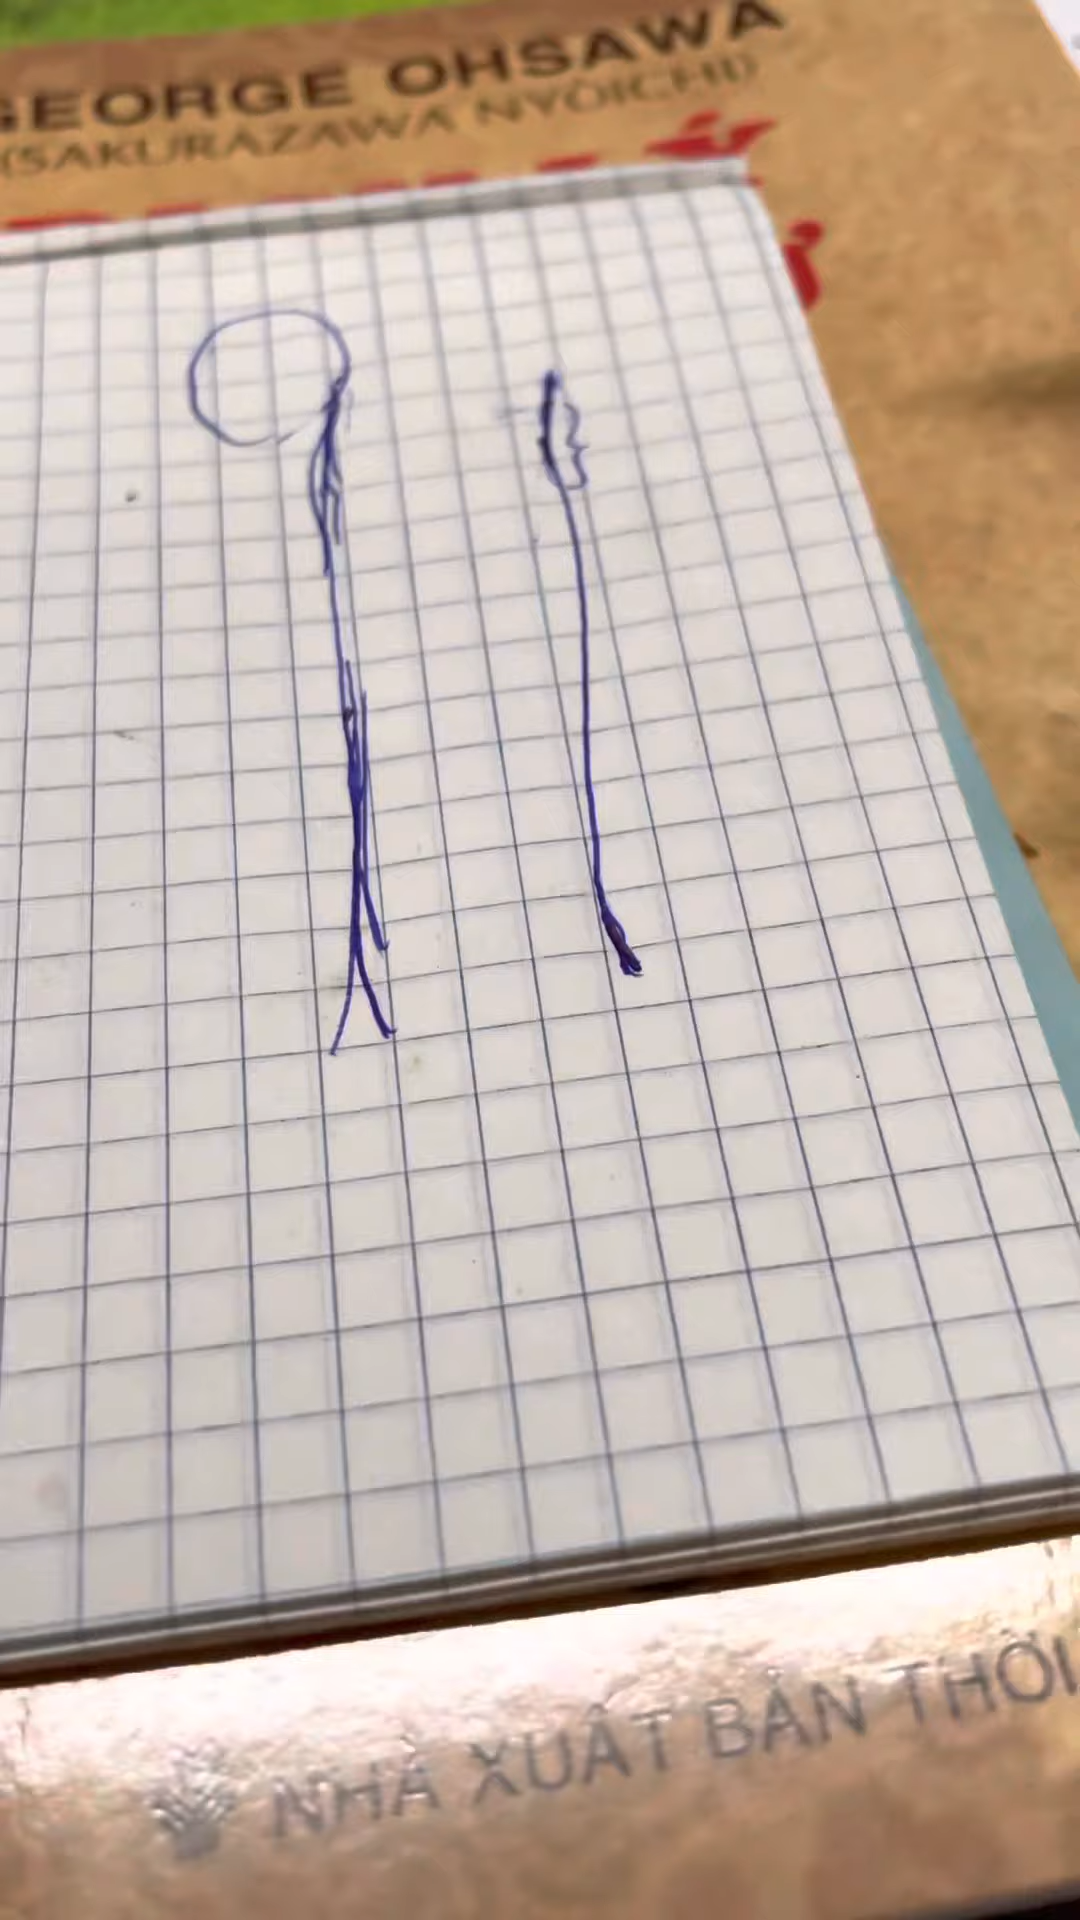 GEORGE OHSAWA
(SAKURAZAWA NYOICHI)
NHÀ XUẤT BẢN THỜI